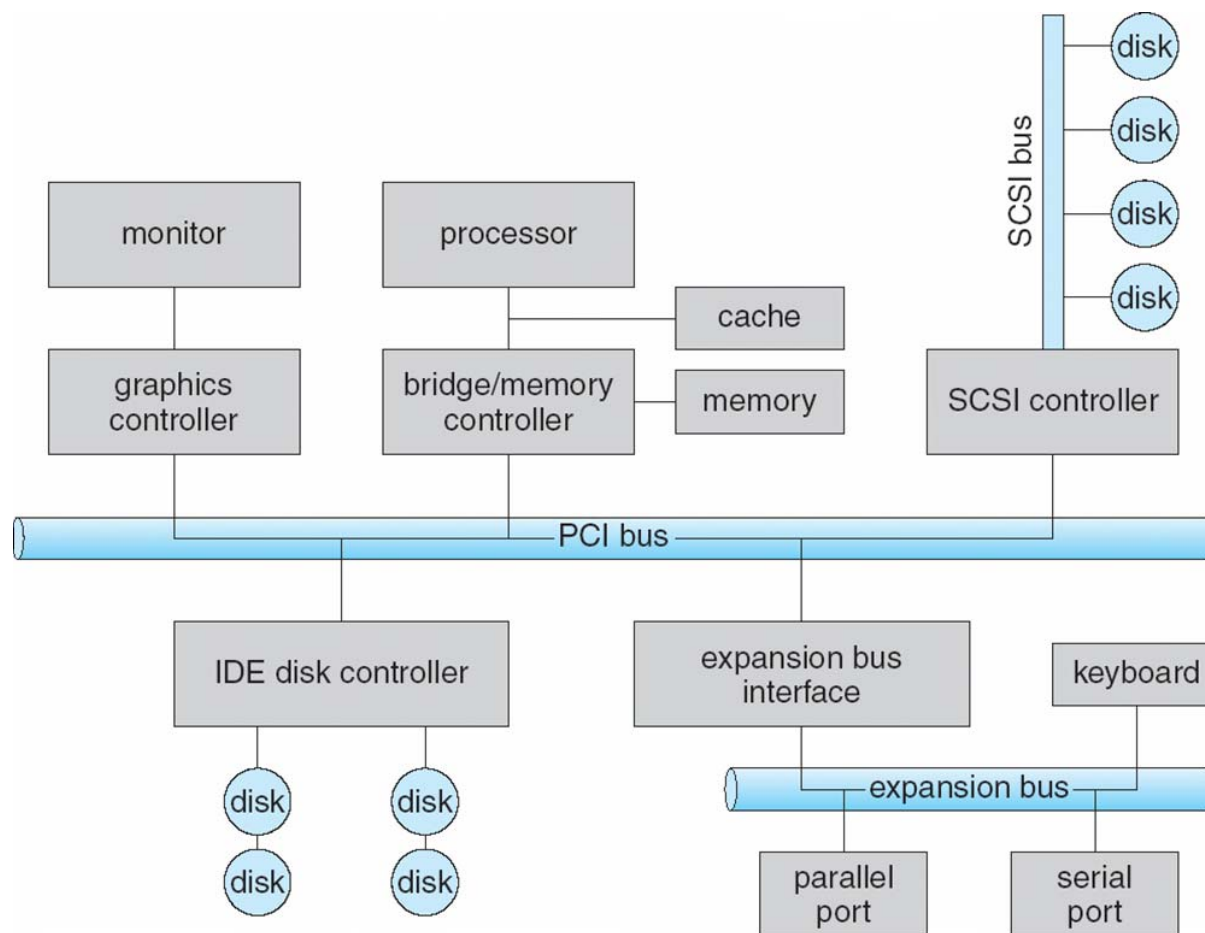 disk
disk
disk
disk
SCSI bus
monitor
processor
cache
graphics
controller
bridge/memory
controller
memory
SCSI controller
PCI bus
IDE disk controller
expansion bus
interface
keyboard
disk
disk
expansion bus
disk
disk
parallel
port
serial
port